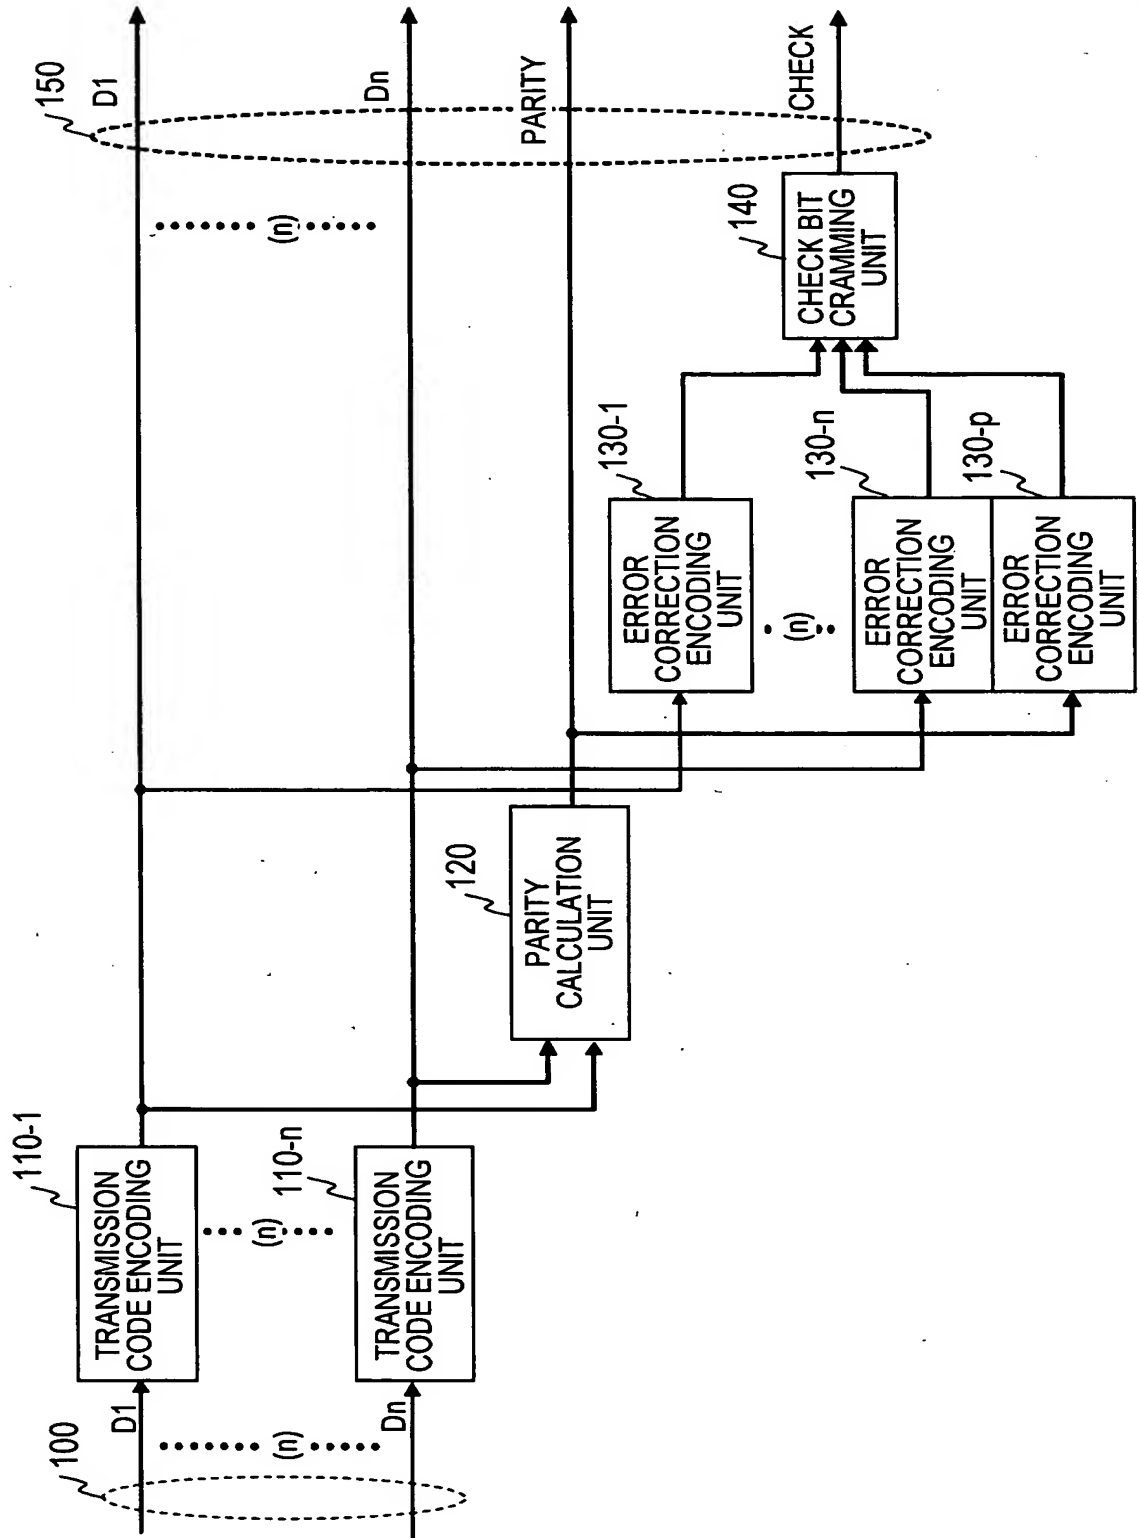 100
D1
(n)
Dn
110-1
TRANSMISSION
CODE ENCODING
UNIT
(n)
110-n
TRANSMISSION
CODE ENCODING
UNIT
120
PARITY
CALCULATION
UNIT
130-1
ERROR
CORRECTION
ENCODING
UNIT
(n)
130-n
ERROR
CORRECTION
ENCODING
UNIT
130-p
ERROR
CORRECTION
ENCODING
UNIT
140
CHECK BIT
CRAMMING
UNIT
(n)
150
D1
Dn
PARITY
CHECK